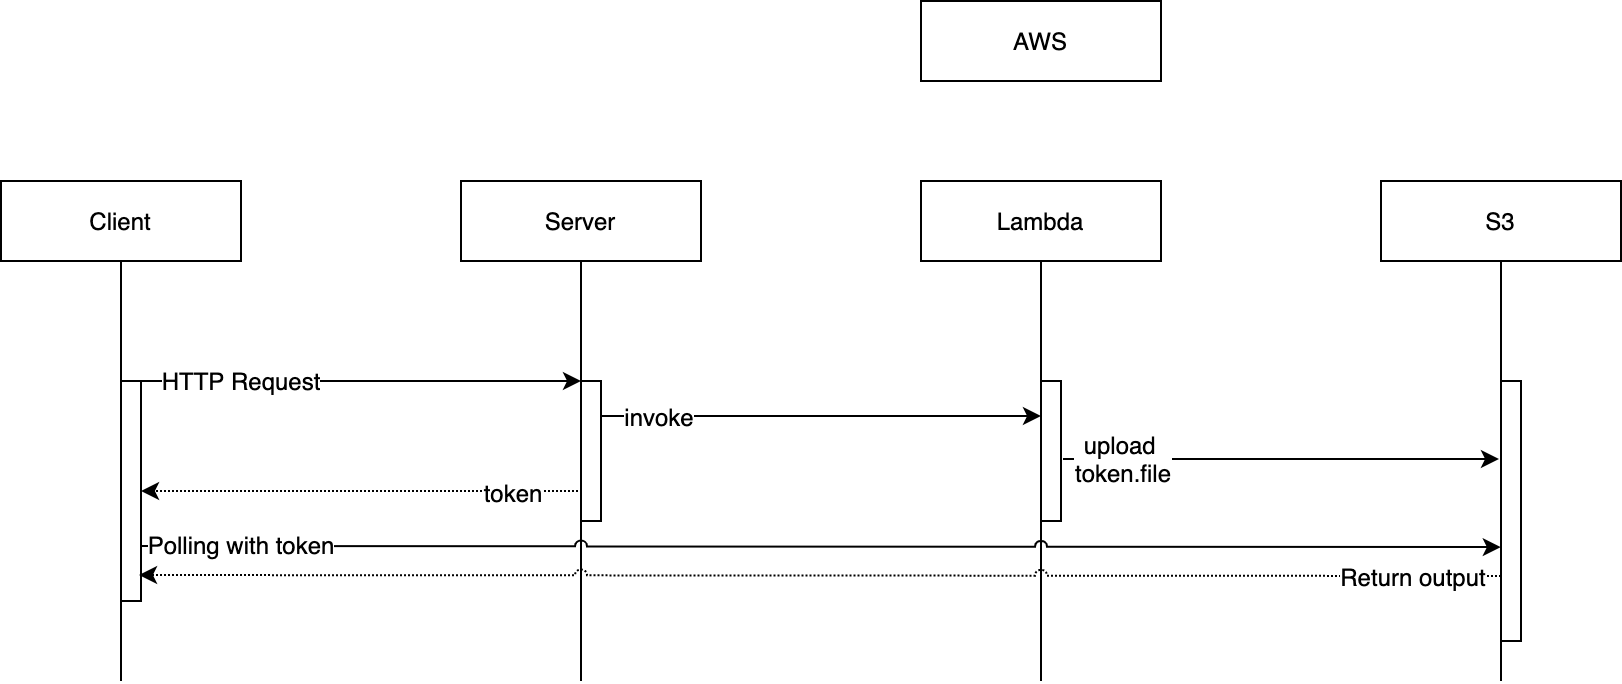 AWS
Client
Server
Lambda
S3
HTTP Request
invoke
upload
token.file
token
Polling with token
Return output